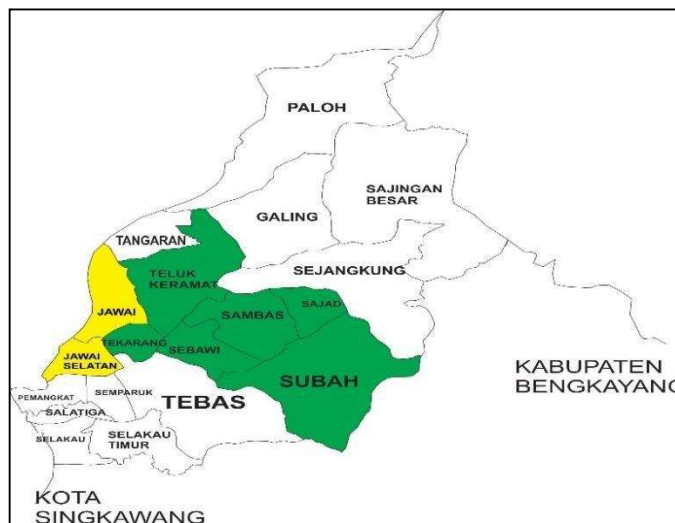 PALOH
SAJINGAN
BESAR
GALING
TANGARAN
TELUK
KERAMAT
SEJANGKUNG
SAJAD
JAWAI
SAMBAS
TEKARANG
SEBAWI
JAWAI
SELATAN
SUBAH
KABUPATEN
BENGKAYANG
PEMANGKAT
SEMPARUK
TEBAS
SALATIGA
SELAKAU
SELAKAU
TIMUR
KOTA
SINGKAWANG